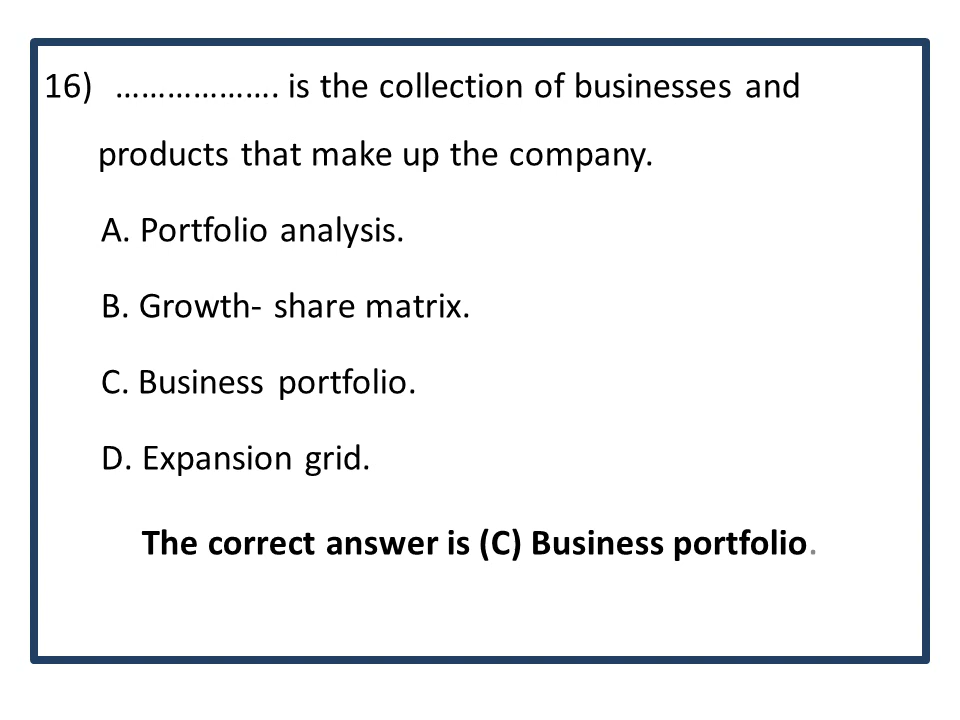 16) ………………. is the collection of businesses and
products that make up the company.
A. Portfolio analysis.
B. Growth- share matrix.
C. Business portfolio.
D. Expansion grid.
The correct answer is (C) Business portfolio.